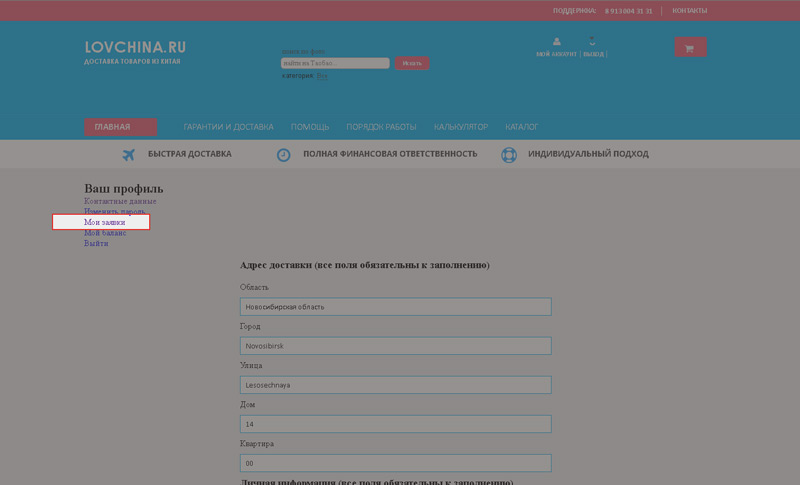 ПОДДЕРЖКА: 8 913 004 31 31 КОНТАКТЫ
LOVCHINA.RU
ДОСТАВКА ТОВАРОВ ИЗ КИТАЯ
поиск по фото
найти на Taobao...
Искать
категория: Все
МОЙ АККАУНТ | ВЫХОД |
ГЛАВНАЯ ГАРАНТИИ И ДОСТАВКА ПОМОЩЬ ПОРЯДОК РАБОТЫ КАЛЬКУЛЯТОР КАТАЛОГ
БЫСТРАЯ ДОСТАВКА ПОЛНАЯ ФИНАНСОВАЯ ОТВЕТСТВЕННОСТЬ ИНДИВИДУАЛЬНЫЙ ПОДХОД
Ваш профиль
Контактные данные
Изменить пароль
Мои заявки
Мой баланс
Выйти
Адрес доставки (все поля обязательны к заполнению)
Область
Новосибирская область
Город
Novosibirsk
Улица
Lesosechnaya
Дом
14
Квартира
00
Личная информация (все поля обязательны к заполнению)